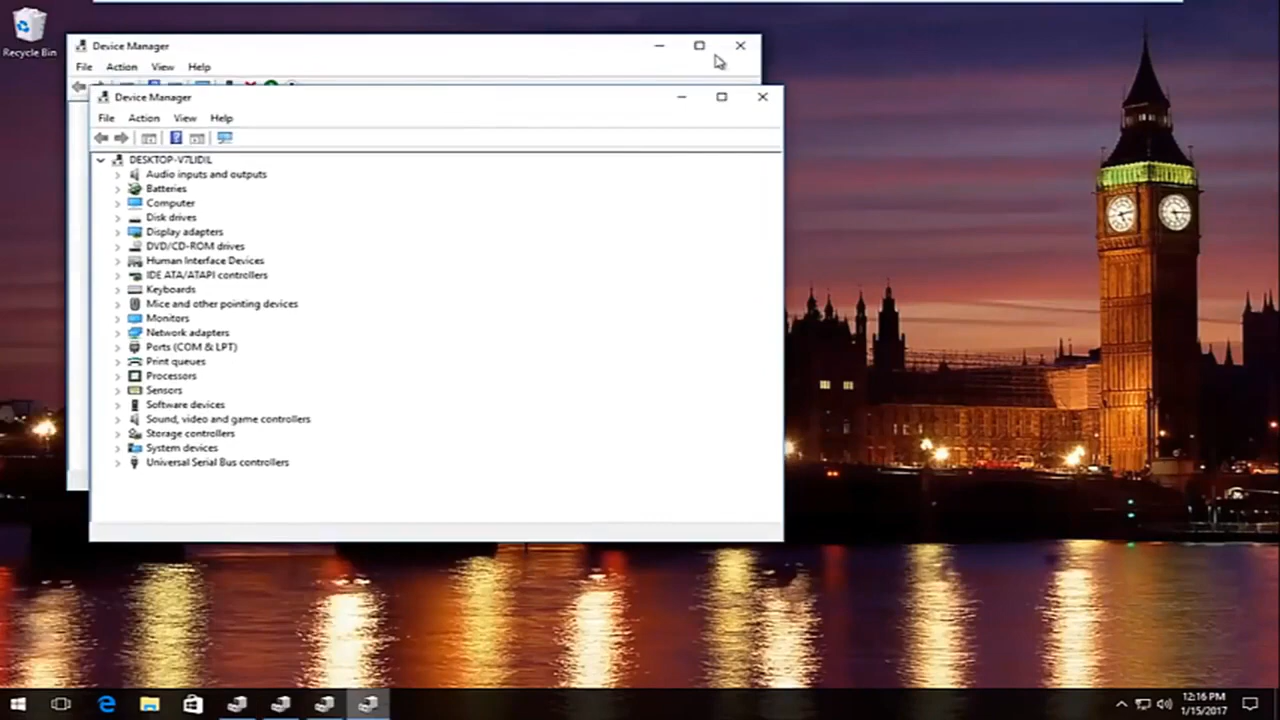 Recycle Bin
Device Manager
File Action View Help
Device Manager
File Action View Help
DESKTOP-V7LIDIL
Audio inputs and outputs
Batteries
Computer
Disk drives
Display adapters
DVD/CD-ROM drives
Human Interface Devices
IDE ATA/ATAPI controllers
Keyboards
Mice and other pointing devices
Monitors
Network adapters
Ports (COM & LPT)
Print queues
Processors
Sensors
Software devices
Sound, video and game controllers
Storage controllers
System devices
Universal Serial Bus controllers
12:16 PM
1/15/2017